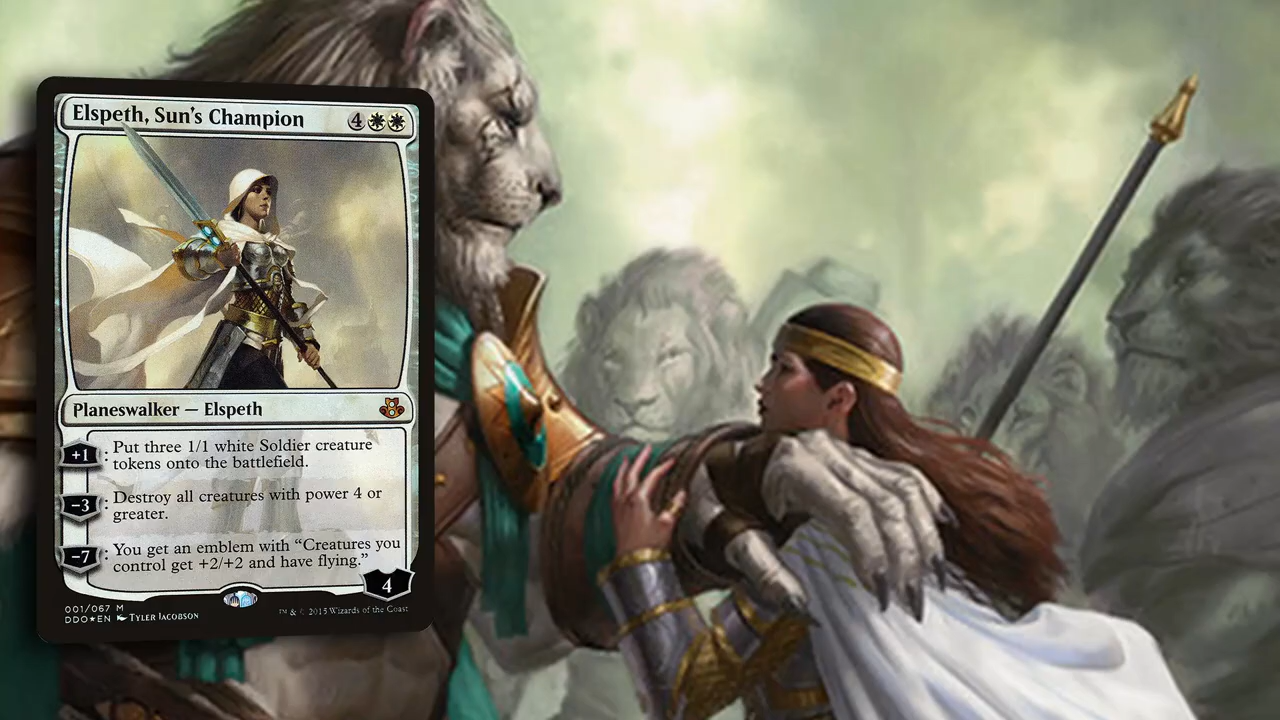 Elspeth, Sun's Champion 4
Planeswalker — Elspeth
+1 : Put three 1/1 white Soldier creature
tokens onto the battlefield.
−3 : Destroy all creatures with power 4 or
greater.
−7 : You get an emblem with “Creatures you
control get +2/+2 and have flying.”
4
001/067 M
DDO★EN Tyler Jacobson
™ & © 2015 Wizards of the Coast